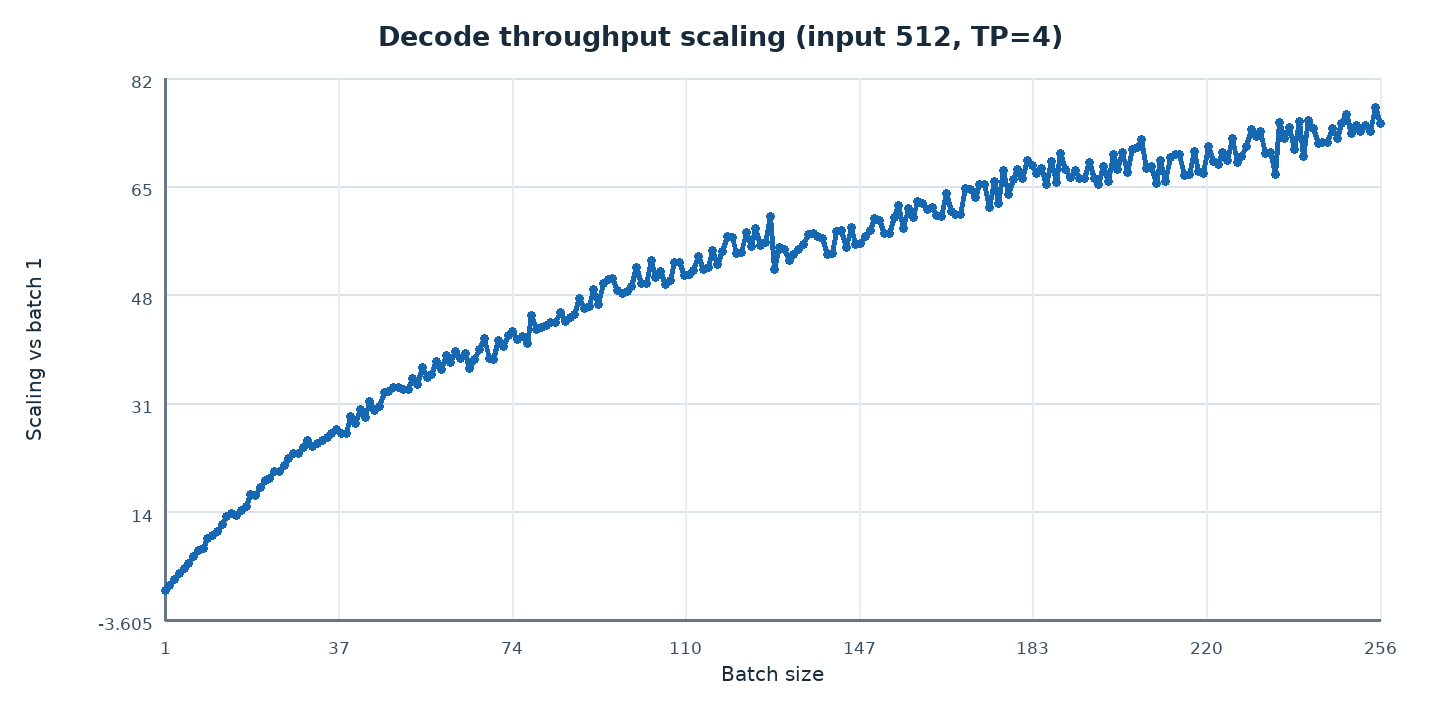 Decode throughput scaling (input 512, TP=4)
82
65
48
31
14
-3.605
Scaling vs batch 1
1 37 74 110 147 183 220 256
Batch size